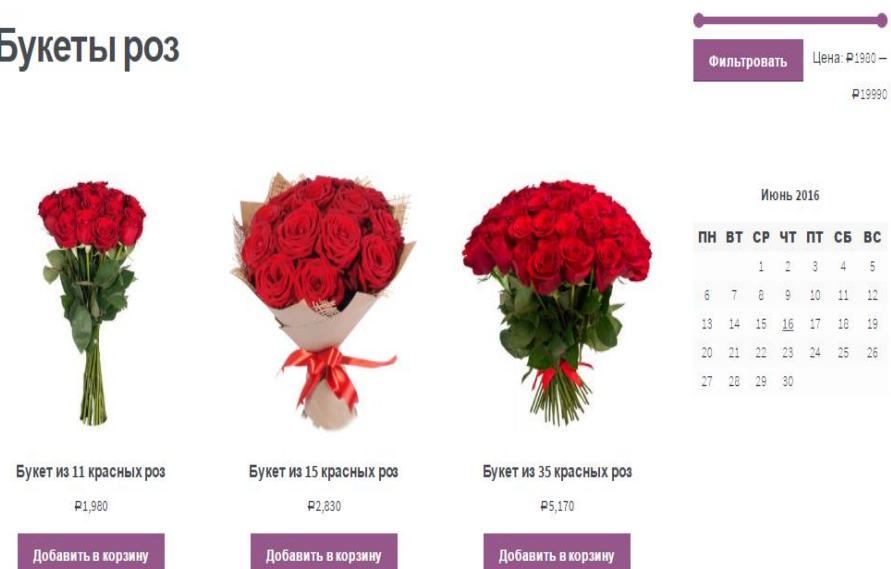 Букеты роз
Фильтровать
Цена: ₽1980 —
₽19990
Букет из 11 красных роз
₽1,980
Добавить в корзину
Букет из 15 красных роз
₽2,830
Добавить в корзину
Букет из 35 красных роз
₽5,170
Добавить в корзину
Июнь 2016
ПН ВТ СР ЧТ ПТ СБ ВС
1 2 3 4 5
6 7 8 9 10 11 12
13 14 15 16 17 18 19
20 21 22 23 24 25 26
27 28 29 30